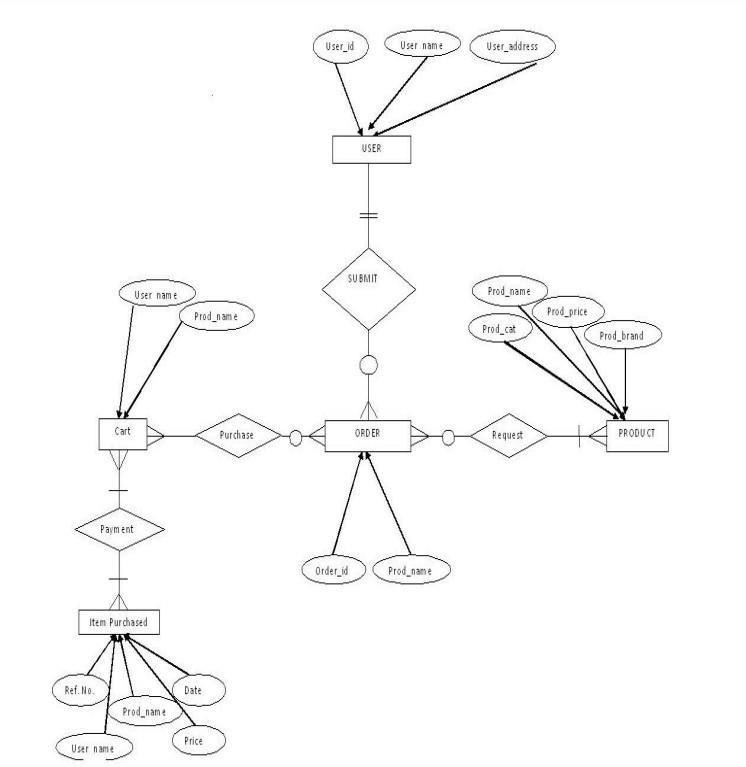 User_id
User name
User_address
USER
SUBMIT
User name
Prod_name
Prod_name
Prod_price
Prod_cat
Prod_brand
Cart
Purchase
ORDER
Request
PRODUCT
Payment
Order_id
Prod_name
Item Purchased
Ref.No.
Date
Prod_name
User name
Price